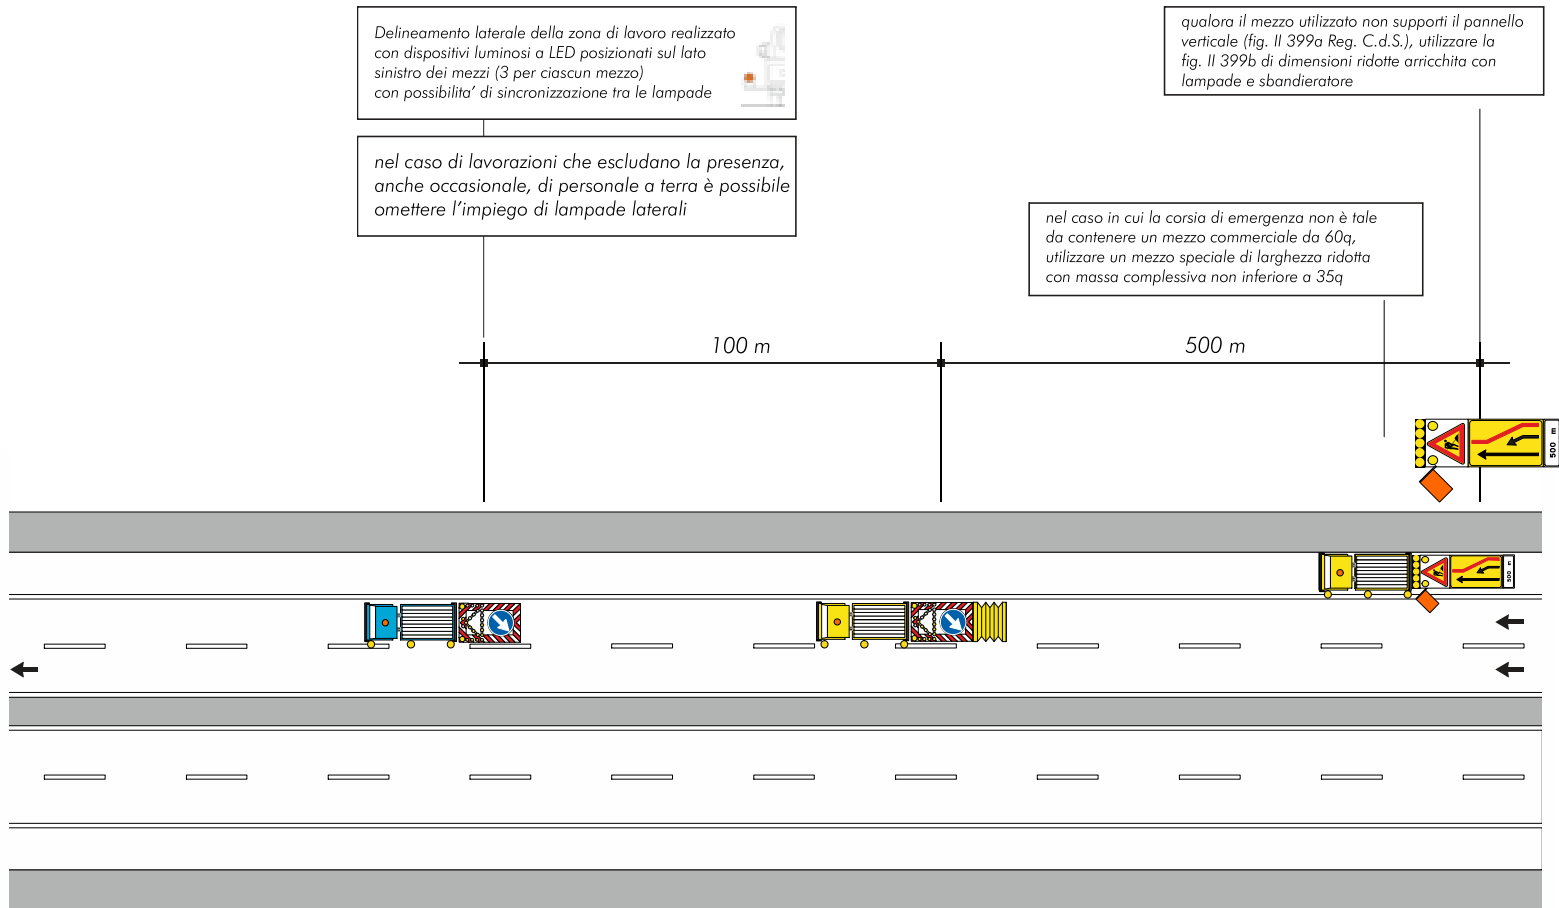 Delineamento laterale della zona di lavoro realizzato
con dispositivi luminosi a LED posizionati sul lato
sinistro dei mezzi (3 per ciascun mezzo)
con possibilita' di sincronizzazione tra le lampade
nel caso di lavorazioni che escludano la presenza,
anche occasionale, di personale a terra è possibile
omettere l'impiego di lampade laterali
qualora il mezzo utilizzato non supporti il pannello
verticale (fig. II 399a Reg. C.d.S.), utilizzare la
fig. II 399b di dimensioni ridotte arricchita con
lampade e sbandieratore
nel caso in cui la corsia di emergenza non è tale
da contenere un mezzo commerciale da 60q,
utilizzare un mezzo speciale di larghezza ridotta
con massa complessiva non inferiore a 35q
100 m
500 m
500 m
500 m